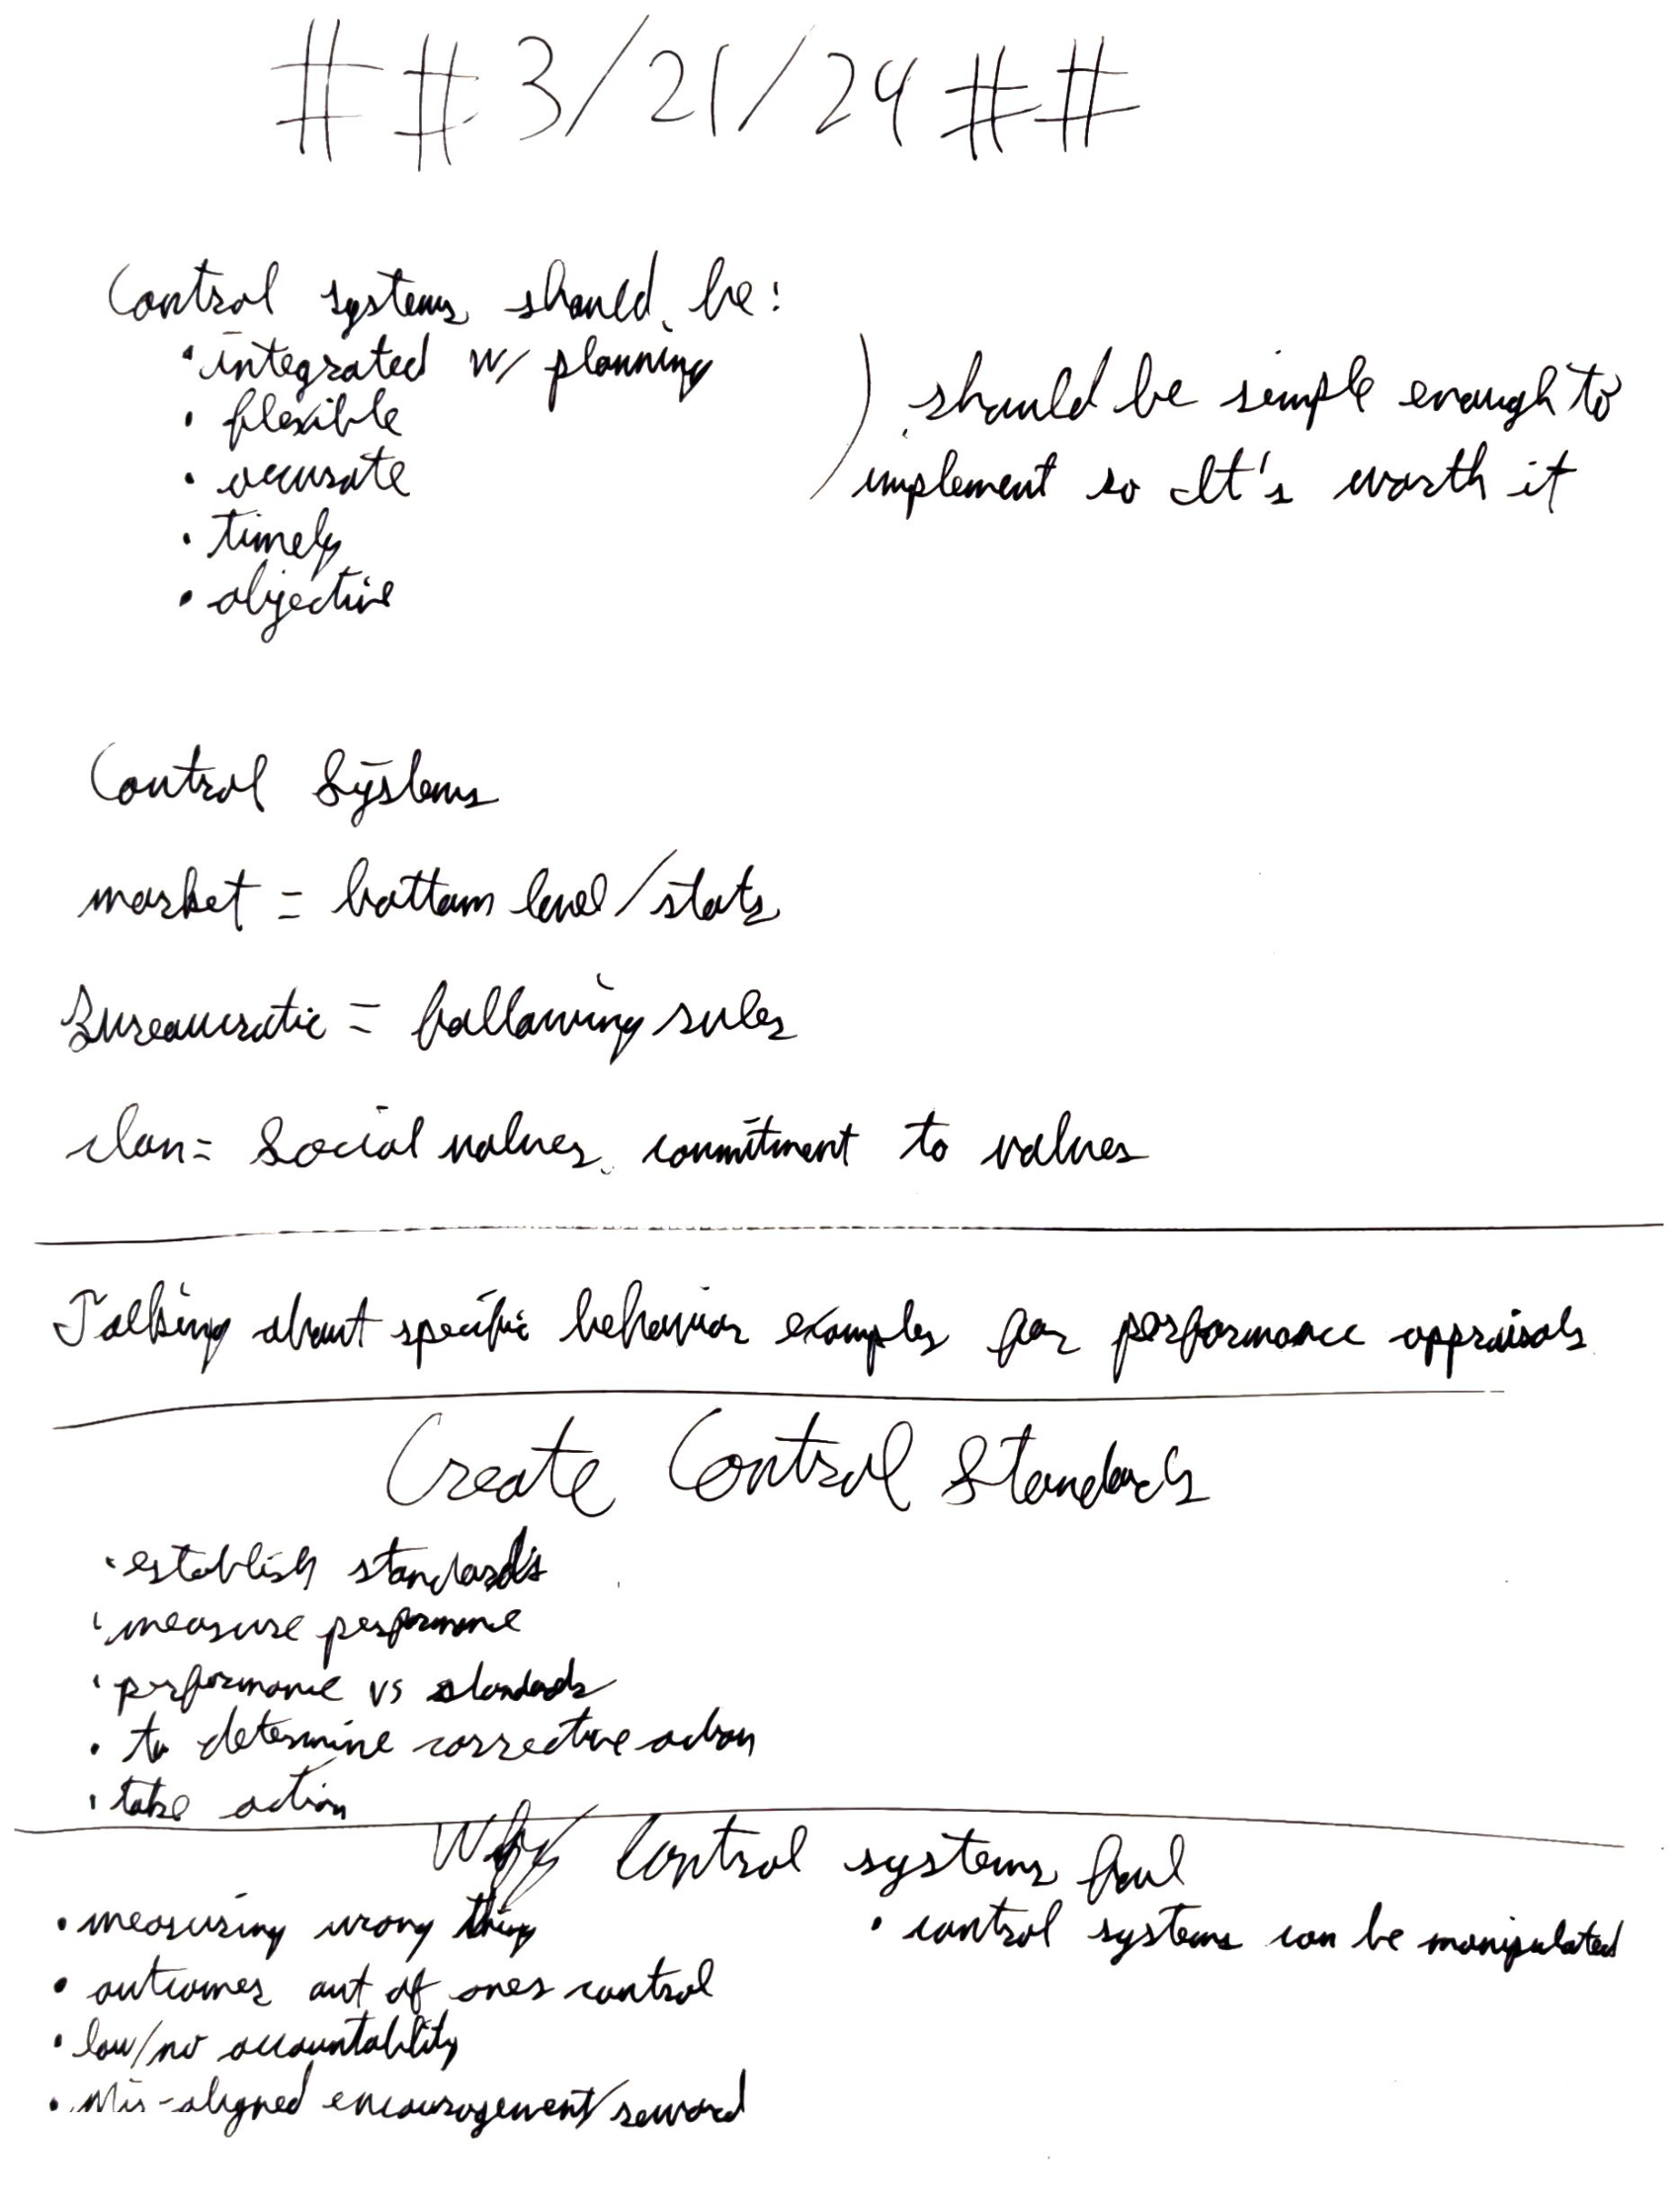 ##3/21/24##
Control systems should be:
• integrated w/ planning
• flexible
• accurate
• timely
• objective
) should be simple enough to
implement so It's worth it
Control Systems
market = bottom level/stats
Bureaucratic = following rules
clan = Social values, commitment to values
Talking about specific behavior examples for performance appraisals
Create Control Standards
• establish standards
• measure performance
• performance vs standards
• to determine corrective action
• take action
Why Control systems fail
• measuring wrong thing
• outcomes out of ones control
• low/no accountability
• Mis-aligned encouragement/reward
• control systems can be manipulated